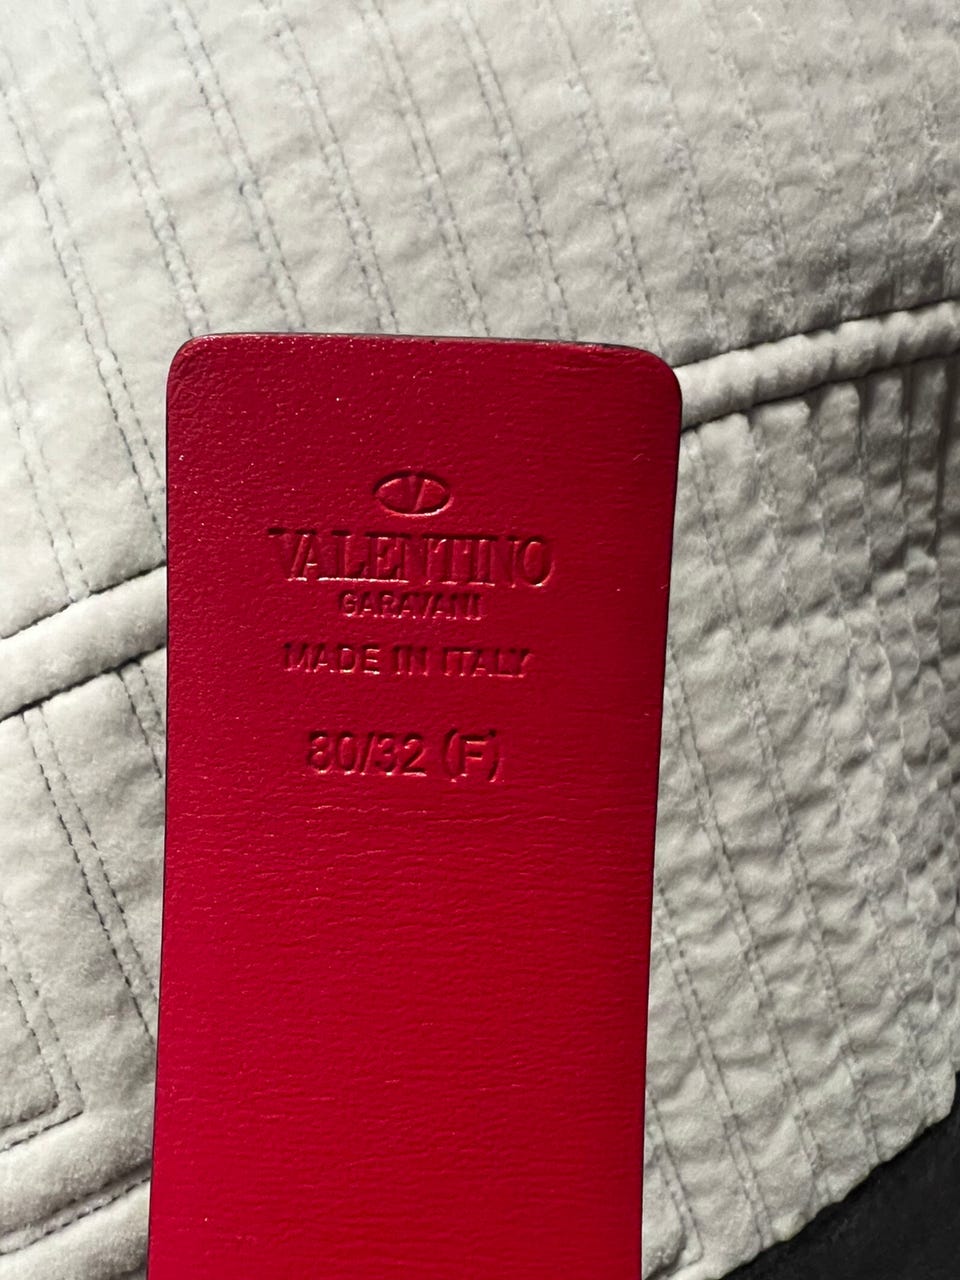 V
VALENTINO
GARAVANI
MADE IN ITALY
80/32 (F)